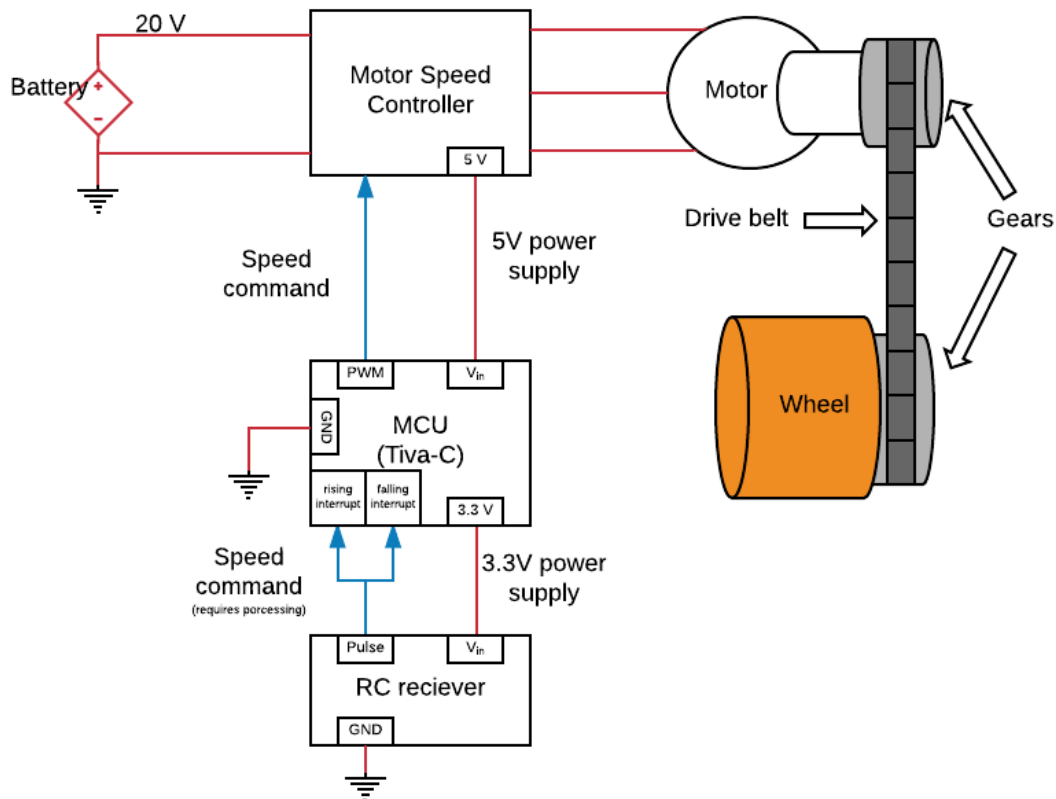 20 V
Battery
+
-
Motor Speed
Controller
5 V
Motor
Drive belt
Gears
Speed
command
5V power
supply
PWM
Vin
GND
MCU
(Tiva-C)
rising
interrupt
falling
interrupt
3.3 V
Wheel
Speed
command
(requires porcessing)
3.3V power
supply
Pulse
Vin
RC reciever
GND